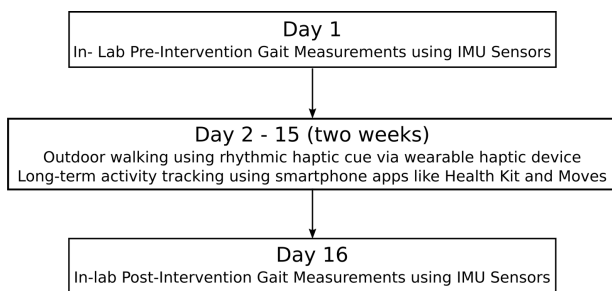 Day 1
In- Lab Pre-Intervention Gait Measurements using IMU Sensors
Day 2 - 15 (two weeks)
Outdoor walking using rhythmic haptic cue via wearable haptic device
Long-term activity tracking using smartphone apps like Health Kit and Moves
Day 16
In-lab Post-Intervention Gait Measurements using IMU Sensors